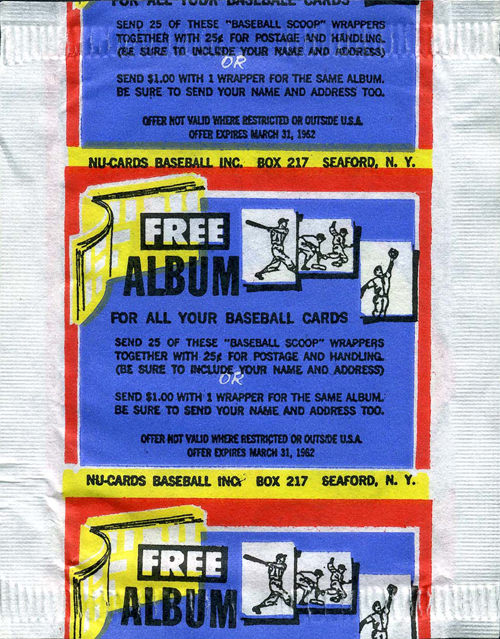 FOR ALL YOUR BASEBALL CARDS
SEND 25 OF THESE "BASEBALL SCOOP" WRAPPERS
TOGETHER WITH 25¢ FOR POSTAGE AND HANDLING.
(BE SURE TO INCLUDE YOUR NAME AND ADDRESS)
OR
SEND $1.00 WITH 1 WRAPPER FOR THE SAME ALBUM.
BE SURE TO SEND YOUR NAME AND ADDRESS TOO.
OFFER NOT VALID WHERE RESTRICTED OR OUTSIDE U.S.A.
OFFER EXPIRES MARCH 31, 1962
NU-CARDS BASEBALL INC. BOX 217 SEAFORD, N. Y.
FREE
ALBUM
FOR ALL YOUR BASEBALL CARDS
SEND 25 OF THESE "BASEBALL SCOOP" WRAPPERS
TOGETHER WITH 25¢ FOR POSTAGE AND HANDLING.
(BE SURE TO INCLUDE YOUR NAME AND ADDRESS)
OR
SEND $1.00 WITH 1 WRAPPER FOR THE SAME ALBUM.
BE SURE TO SEND YOUR NAME AND ADDRESS TOO.
OFFER NOT VALID WHERE RESTRICTED OR OUTSIDE U.S.A.
OFFER EXPIRES MARCH 31, 1962
NU-CARDS BASEBALL INC. BOX 217 SEAFORD, N. Y.
FREE
ALBUM